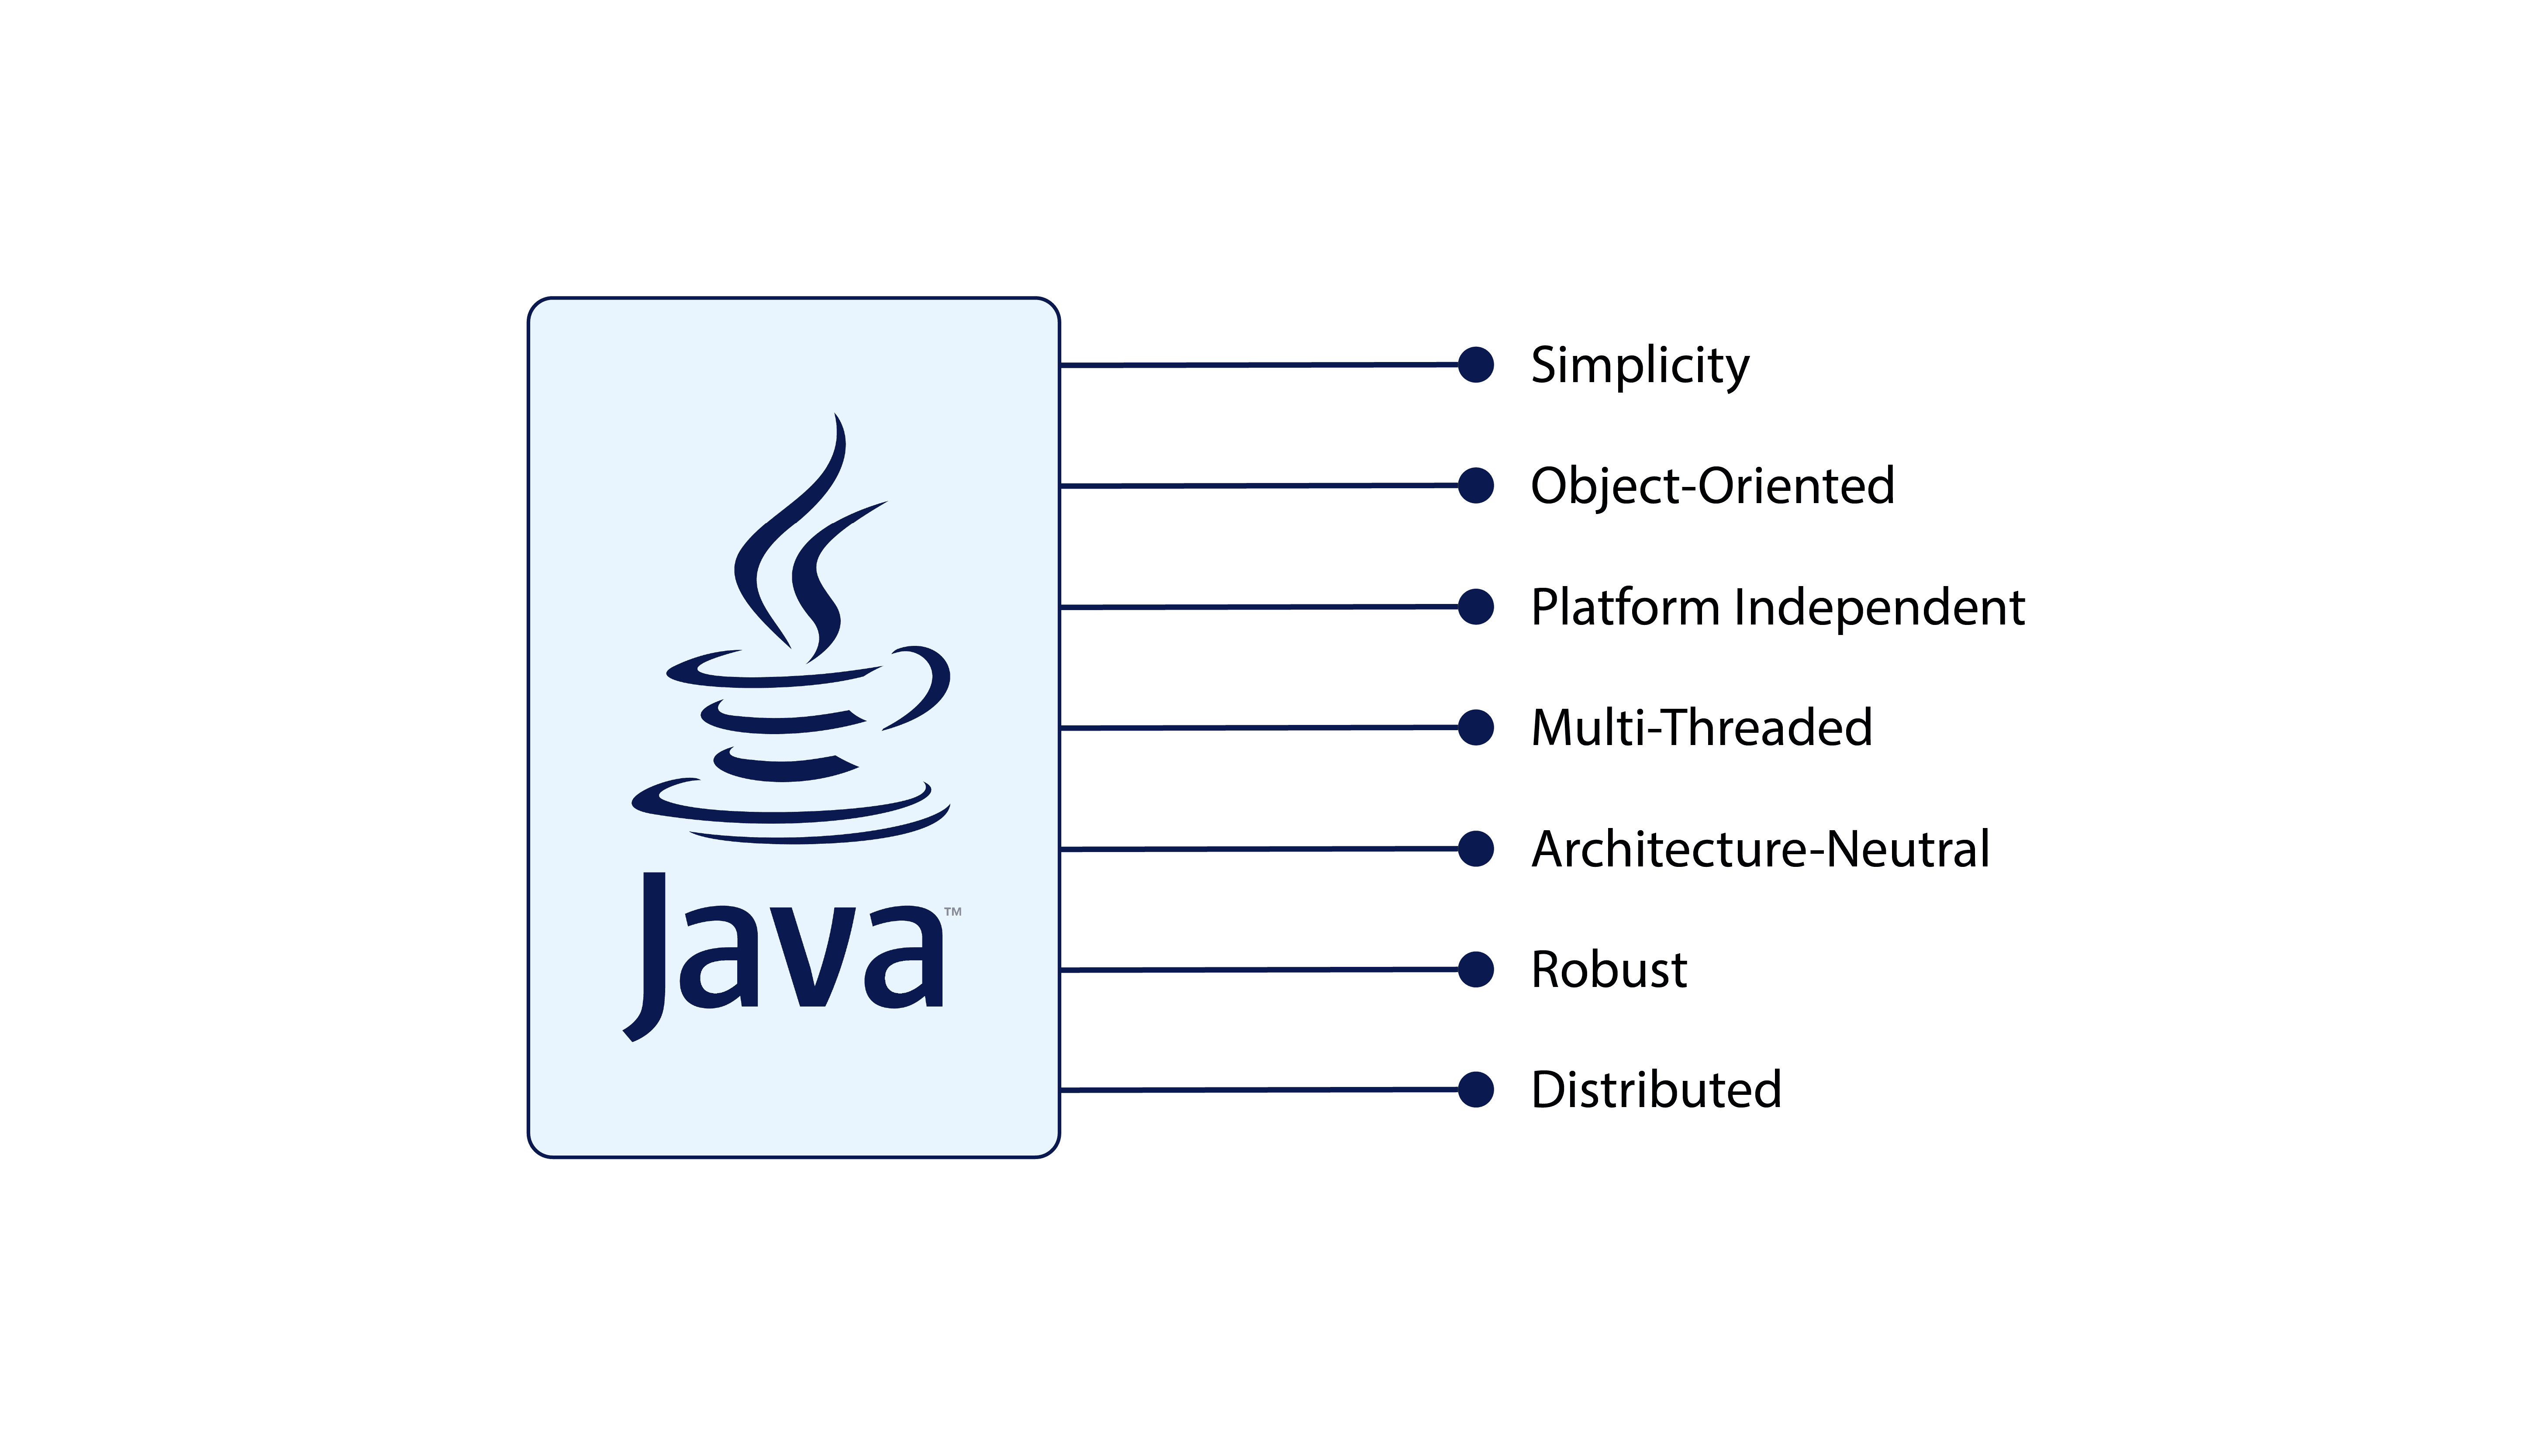 Java™
Simplicity
Object-Oriented
Platform Independent
Multi-Threaded
Architecture-Neutral
Robust
Distributed